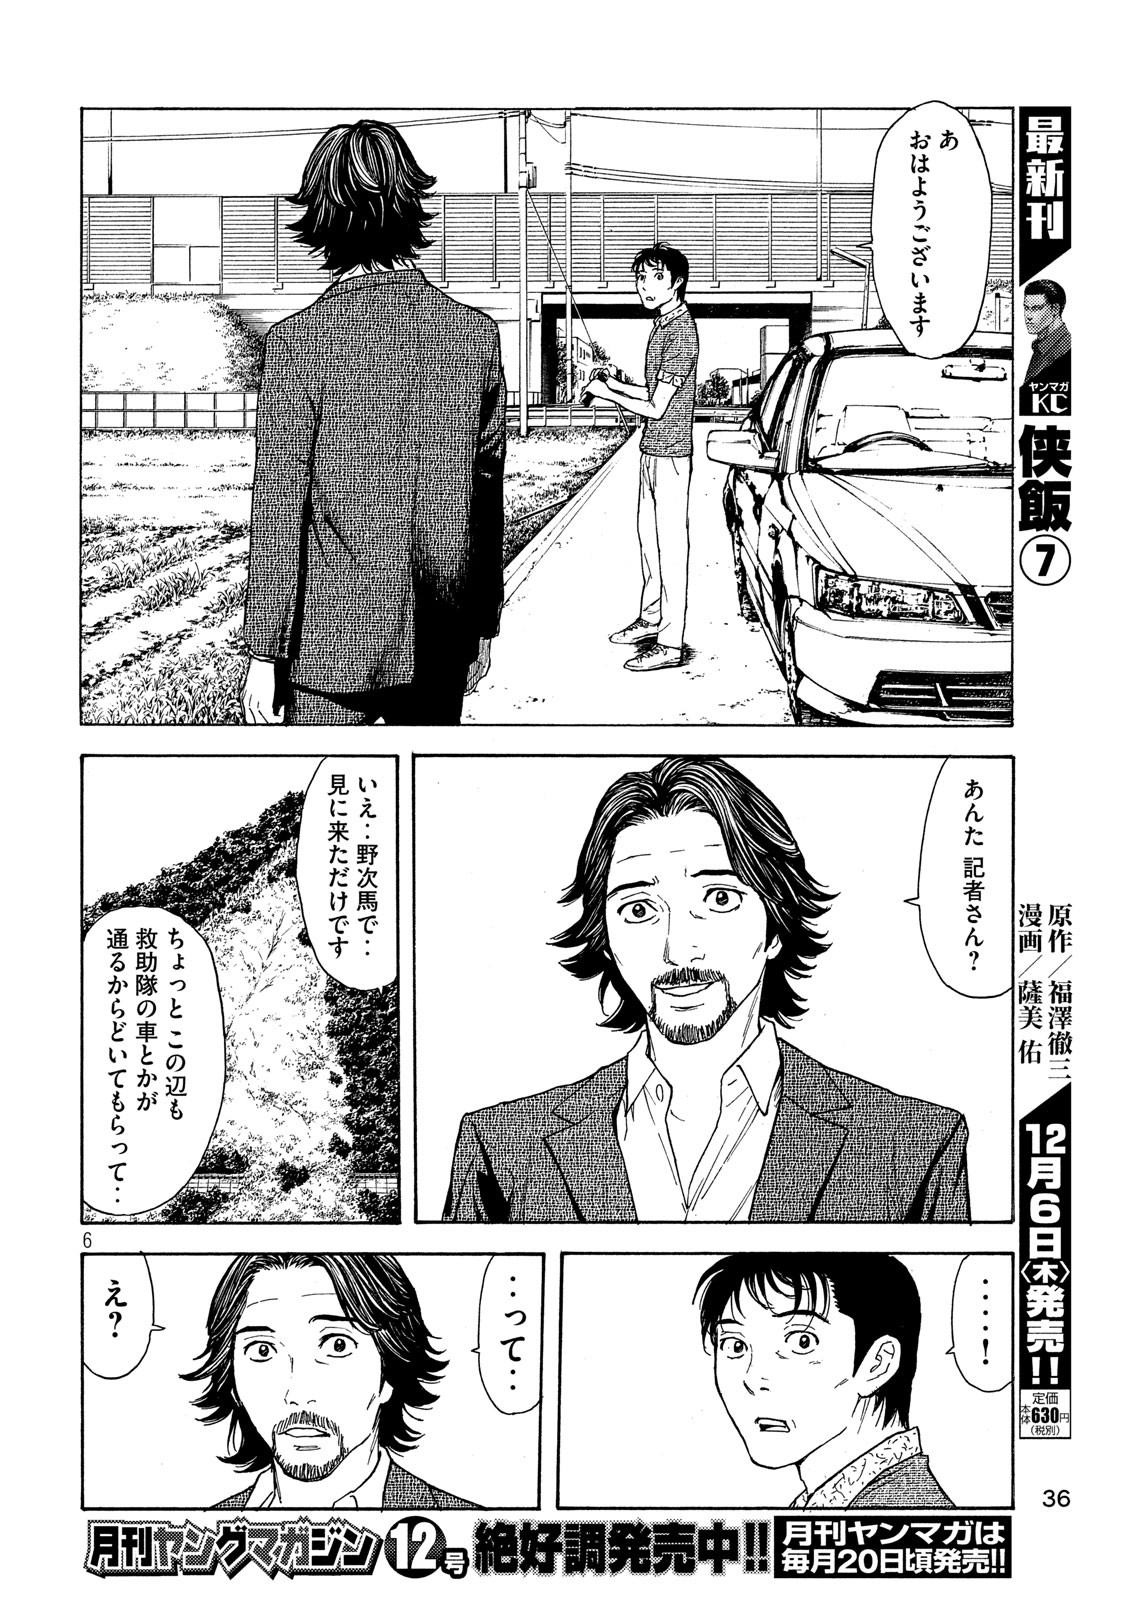 あ
おはようございます
あんた 記者さん?
いえ‥野次馬で‥
見に来ただけです
ちょっと この辺も
救助隊の車とかが
通るからどいてもらって‥
‥‥‥!
‥って‥
え?
6
最新刊
ヤンマガ
KC
侠飯⑦
原作/福澤徹三
漫画/薩美佑
12月6日〈木〉発売!!
定価
本体630円
(税別)
36
月刊ヤングマガジン12号 絶好調発売中!!
月刊ヤンマガは
毎月20日頃発売!!